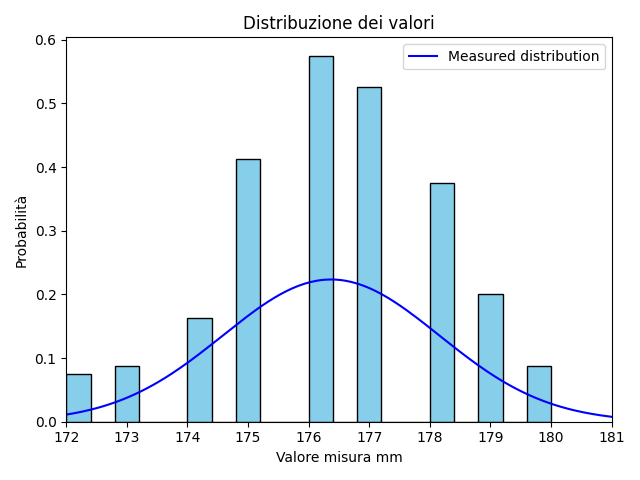 Distribuzione dei valori
Measured distribution
Probabilità
0.6
0.5
0.4
0.3
0.2
0.1
0.0
172 173 174 175 176 177 178 179 180 181
Valore misura mm